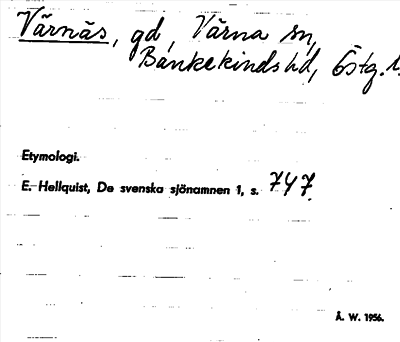 Värnäs, gd, Värna sn,
Bankekinds hd, Östg. l.
Etymologi.
E. Hellquist, De svenska sjönamnen 1, s. 747.
Å. W. 1956.